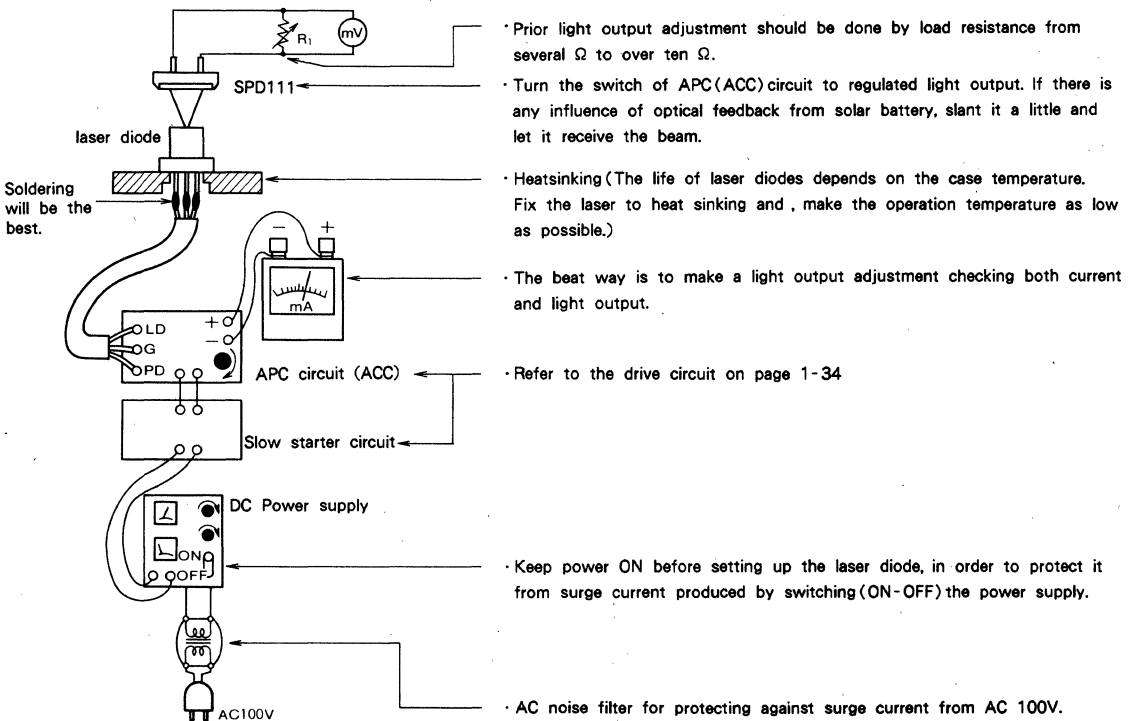 R1
mV
· Prior light output adjustment should be done by load resistance from
several Ω to over ten Ω.
SPD111
· Turn the switch of APC(ACC) circuit to regulated light output. If there is
any influence of optical feedback from solar battery, slant it a little and
let it receive the beam.
laser diode
Soldering
will be the
best.
· Heatsinking (The life of laser diodes depends on the case temperature.
Fix the laser to heat sinking and , make the operation temperature as low
as possible.)
− +
mA
· The beat way is to make a light output adjustment checking both current
and light output.
LD +
G −
PD
APC circuit (ACC)
· Refer to the drive circuit on page 1-34
Slow starter circuit
DC Power supply
ON
OFF
· Keep power ON before setting up the laser diode, in order to protect it
from surge current produced by switching (ON-OFF) the power supply.
AC100V
· AC noise filter for protecting against surge current from AC 100V.